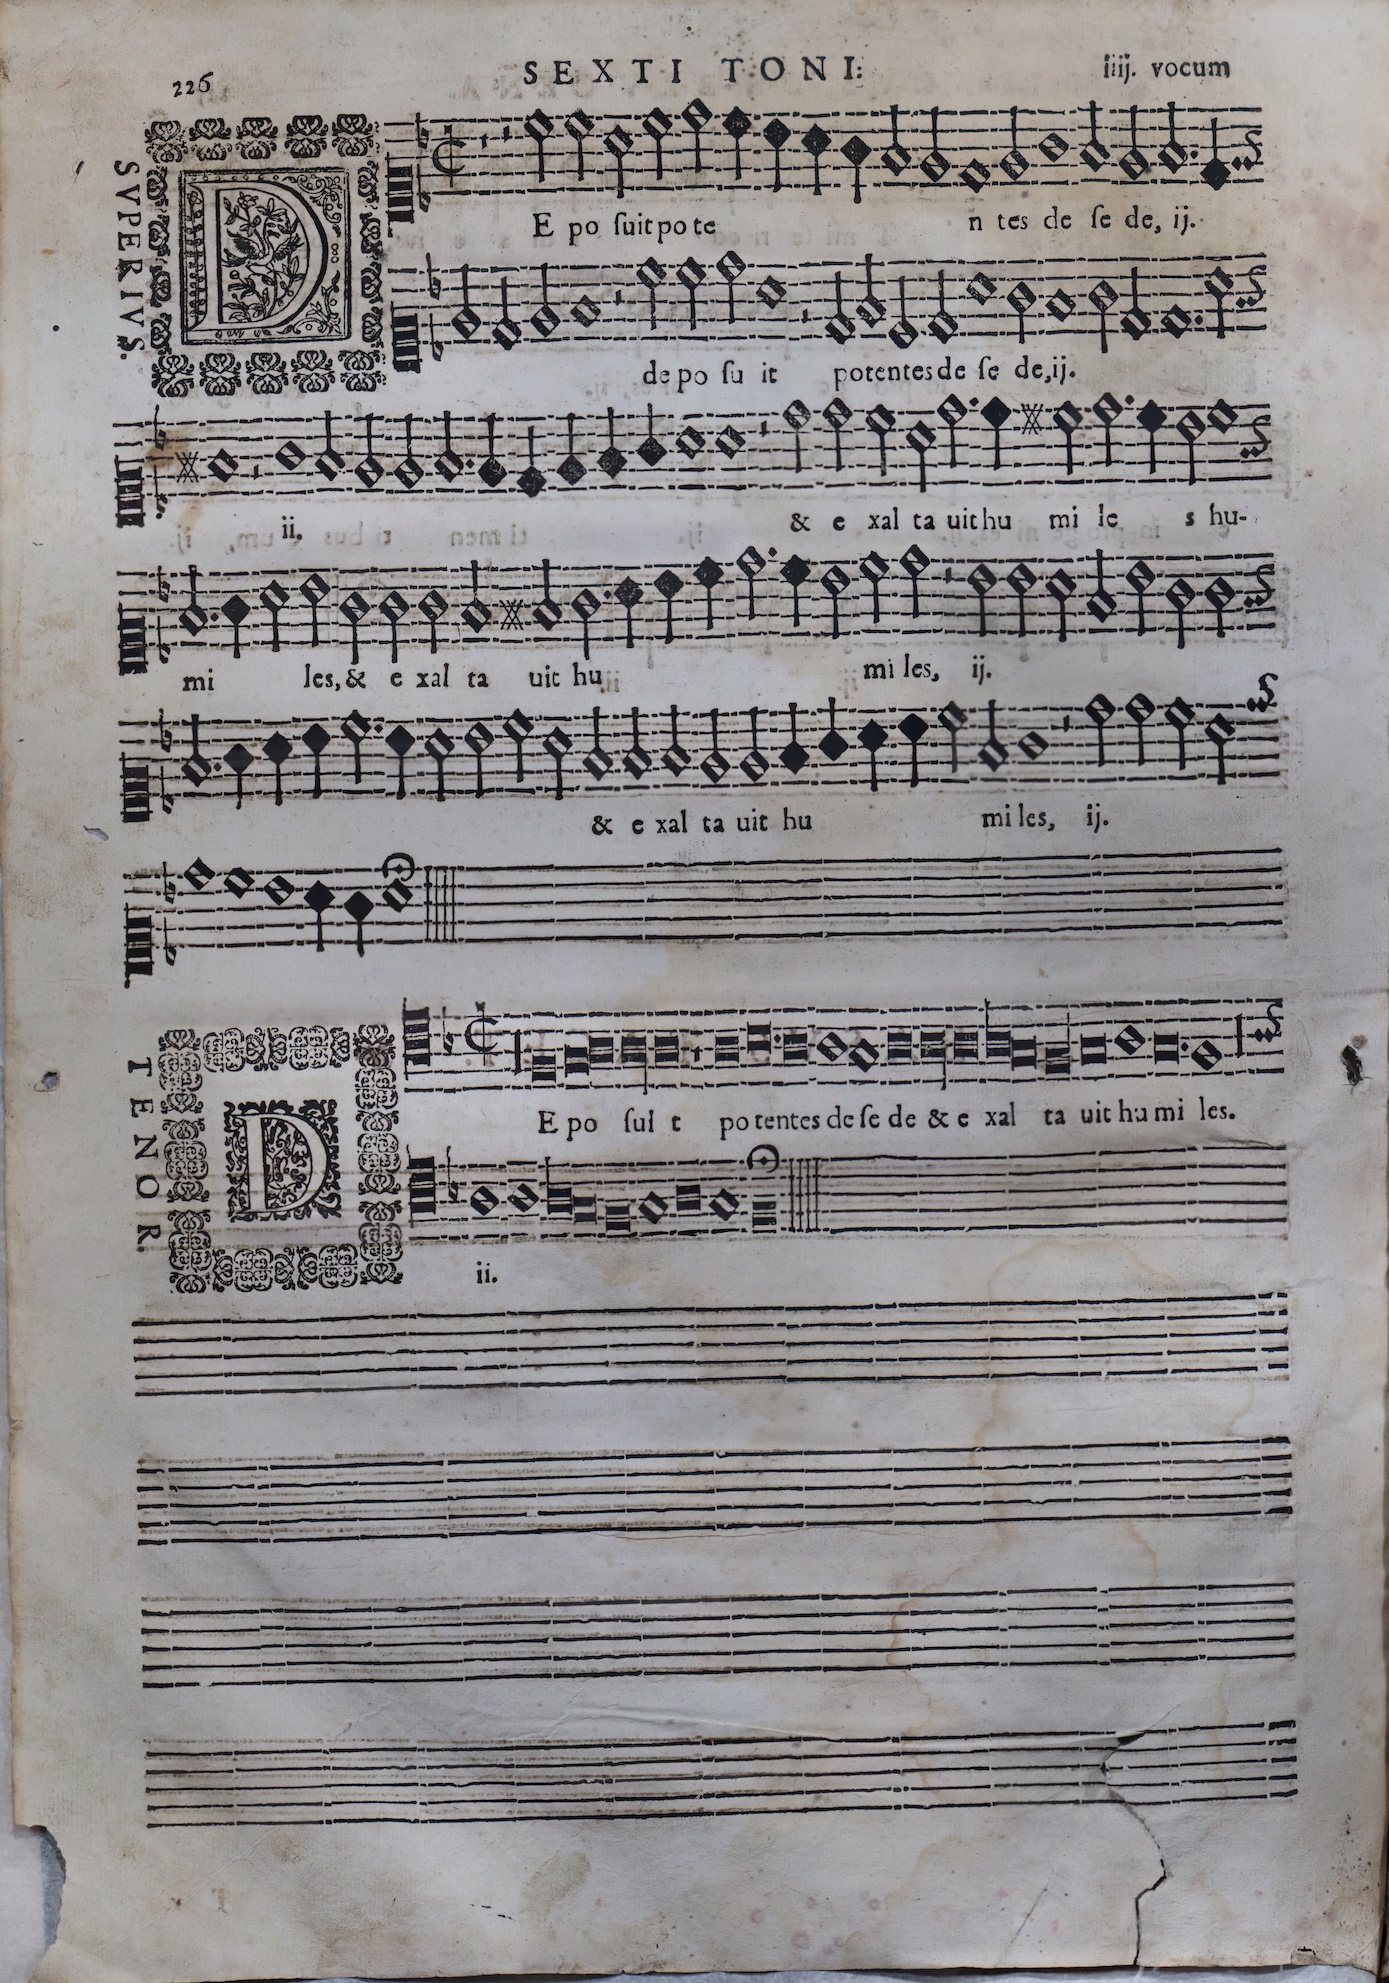 226 SEXTI TONI: iiij. vocum
SVPERIVS.
DE po ſuit po te n tes de ſe de, ij.
de po ſu it potentes de ſe de, ij.
ii. & e xal ta uit hu mi le s hu-
mi les, & e xal ta uit hu mi les, ij.
& e xal ta uit hu mi les, ij.
TENOR.
DE po ſui t po tentes de ſe de & e xal ta uit hu mi les.
ii.